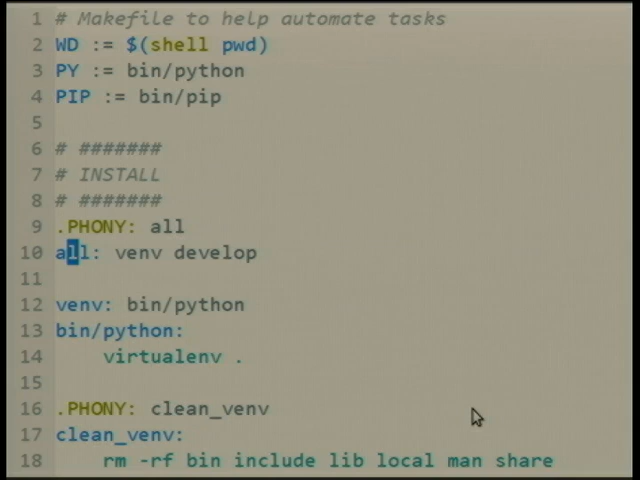 1 # Makefile to help automate tasks
2 WD := $(shell pwd)
3 PY := bin/python
4 PIP := bin/pip
5
6 # #######
7 # INSTALL
8 # #######
9 .PHONY: all
10 all: venv develop
11
12 venv: bin/python
13 bin/python:
14     virtualenv .
15
16 .PHONY: clean_venv
17 clean_venv:
18     rm -rf bin include lib local man share